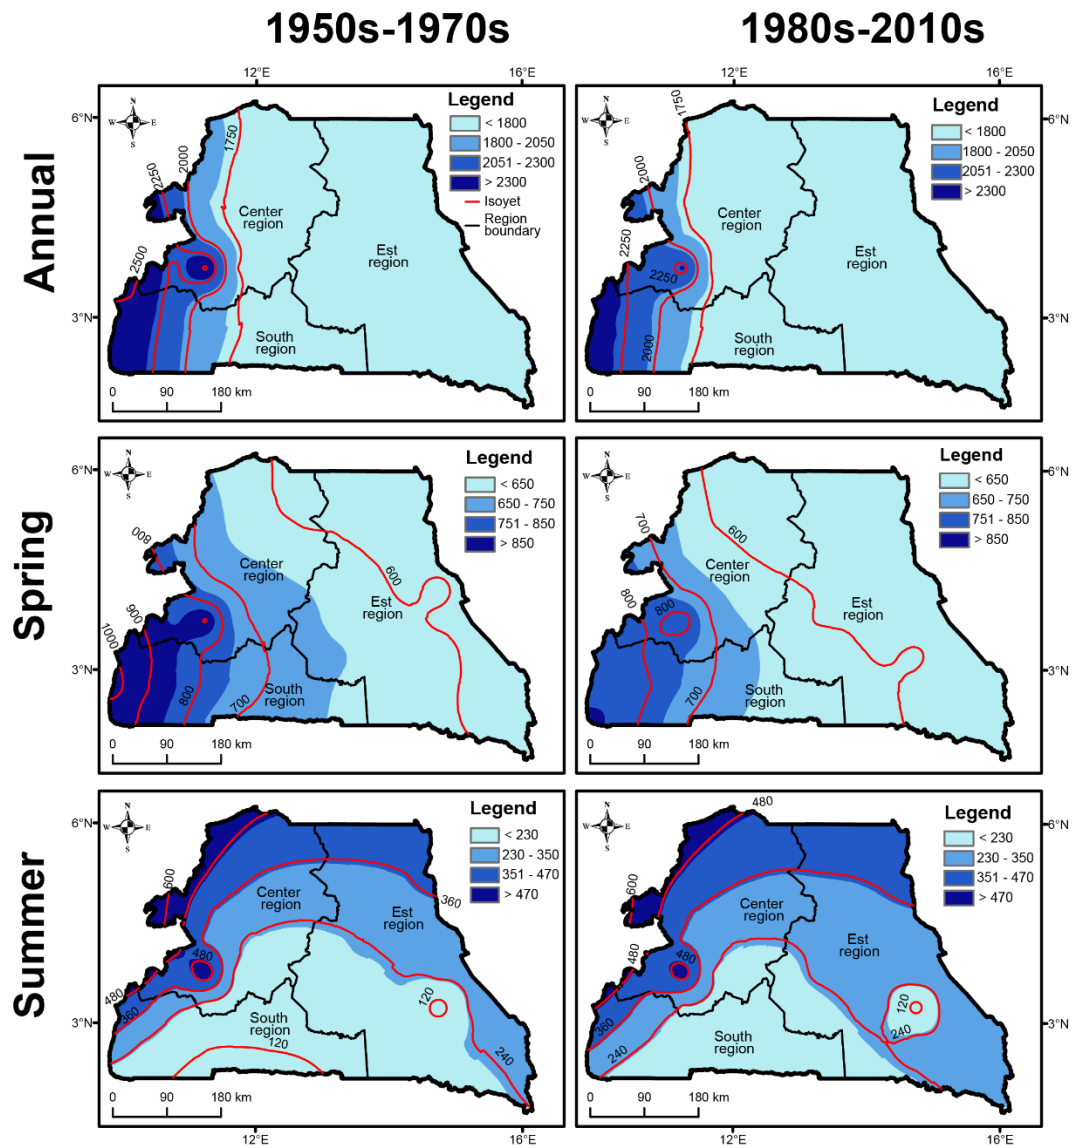 1950s-1970s
1980s-2010s
Annual
12°E
16°E
6°N
3°N
N
W
E
S
Legend
< 1800
1800 - 2050
2051 - 2300
> 2300
Isoyet
Region
boundary
2250
2000
1750
2500
Center
region
Est
region
South
region
0 90 180 km
12°E
16°E
6°N
3°N
N
W
E
S
Legend
< 1800
1800 - 2050
2051 - 2300
> 2300
1750
2000
2250
2250
2000
Center
region
Est
region
South
region
0 90 180 km
Spring
6°N
3°N
N
W
E
S
Legend
< 650
650 - 750
751 - 850
> 850
800
900
1000
800
700
600
Center
region
Est
region
South
region
0 90 180 km
6°N
3°N
N
W
E
S
Legend
< 650
650 - 750
751 - 850
> 850
700
800
800
600
700
Center
region
Est
region
South
region
0 90 180 km
Summer
6°N
3°N
N
W
E
S
Legend
< 230
230 - 350
351 - 470
> 470
600
480
480
360
360
120
120
240
Center
region
Est
region
South
region
0 90 180 km
12°E
16°E
6°N
3°N
N
W
E
S
Legend
< 230
230 - 350
351 - 470
> 470
480
600
480
480
360
240
120
240
Center
region
Est
region
South
region
0 90 180 km
12°E
16°E